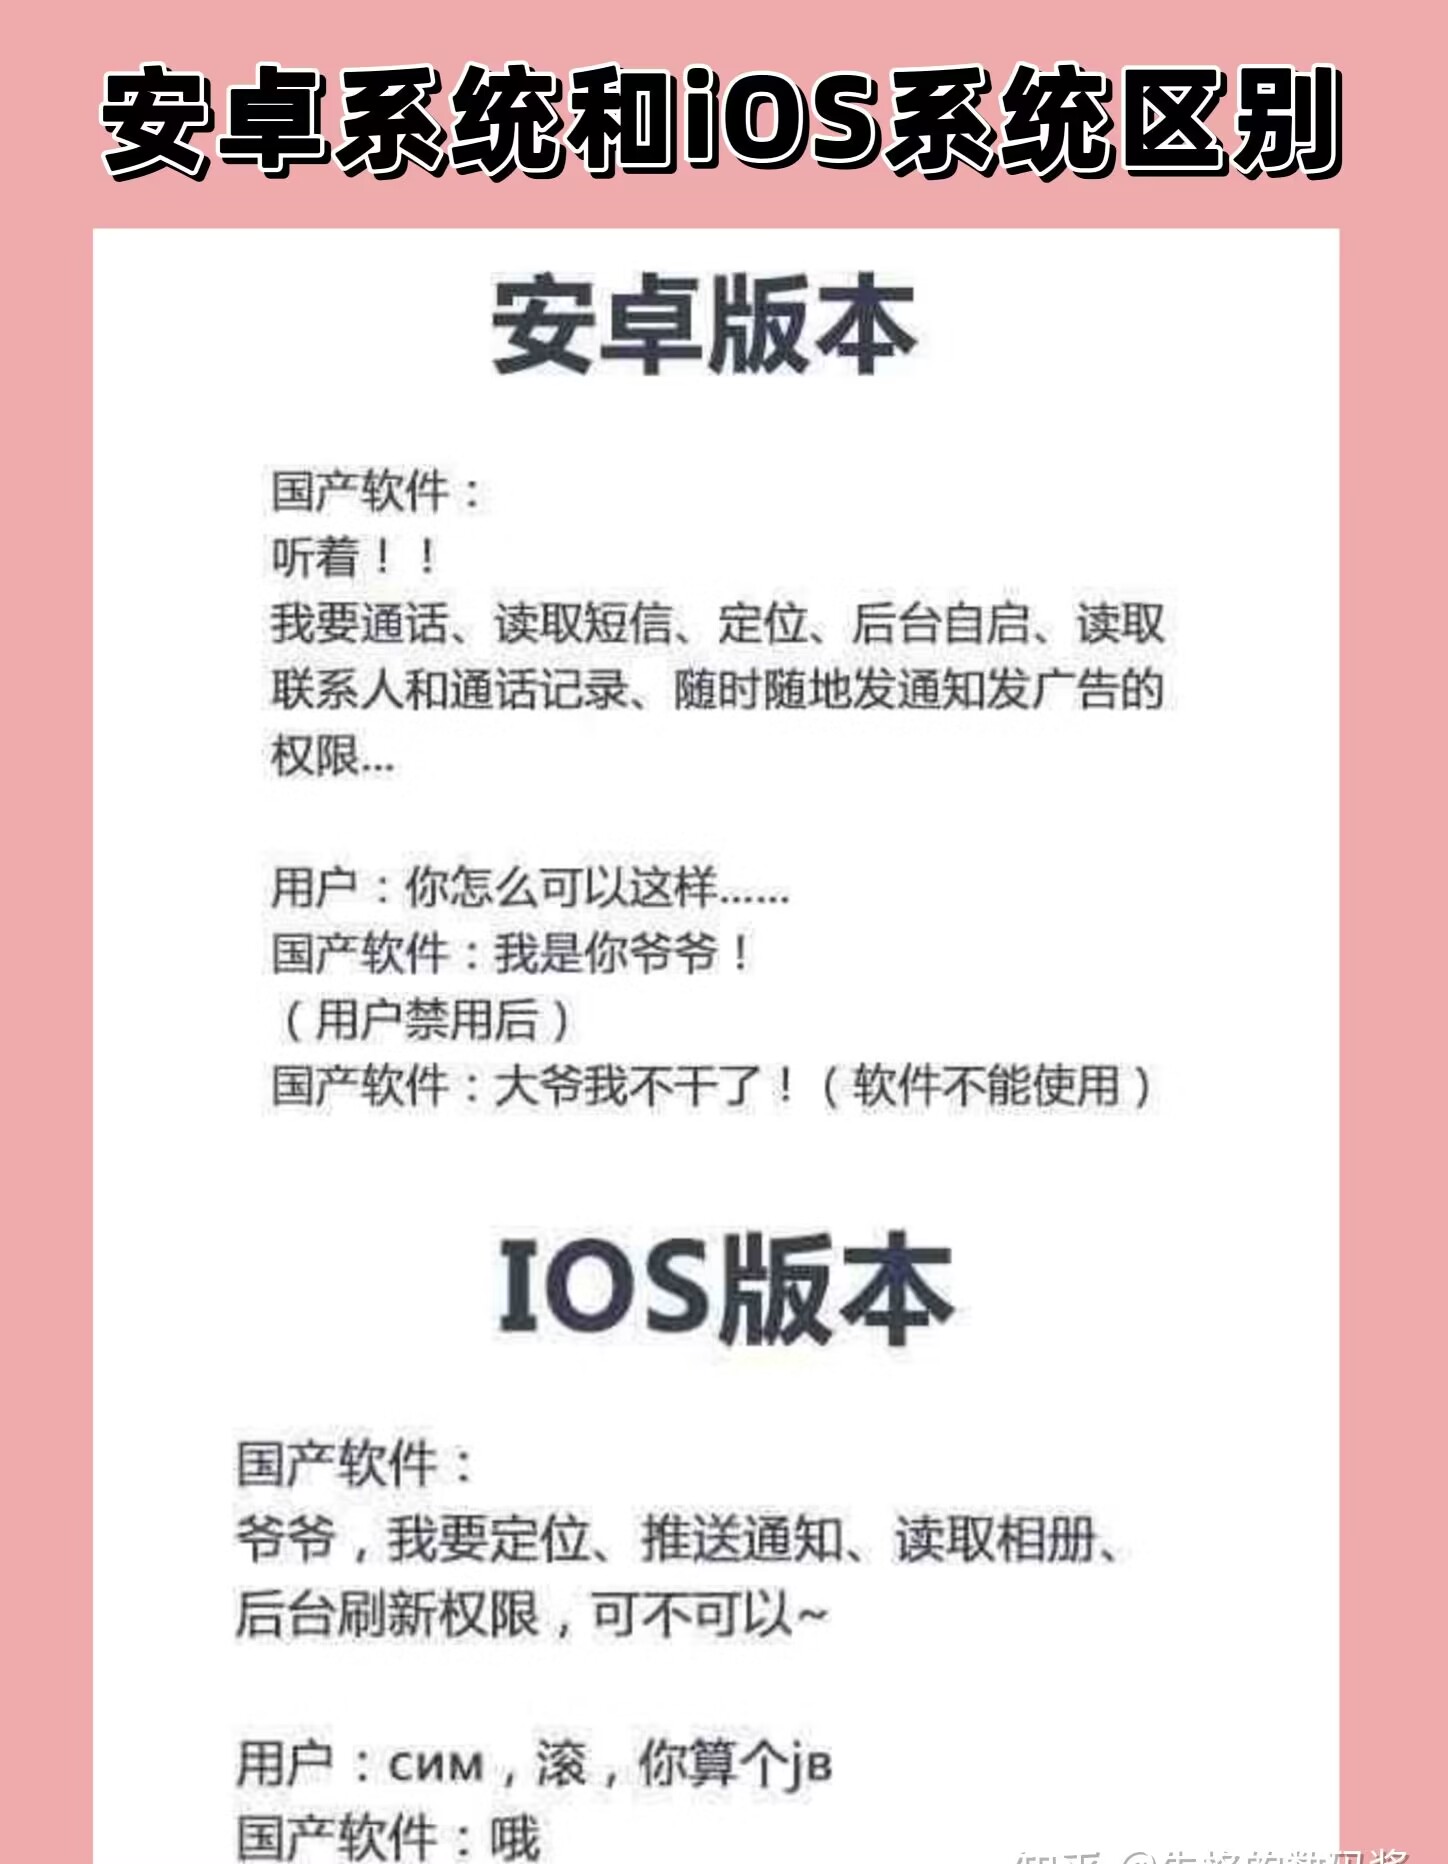 安卓系统和iOS系统区别
安卓版本
国产软件：
听着！！
我要通话、读取短信、定位、后台自启、读取
联系人和通话记录、随时随地发通知发广告的
权限...
用户：你怎么可以这样......
国产软件：我是你爷爷！
（用户禁用后）
国产软件：大爷我不干了！（软件不能使用）
IOS版本
国产软件：
爷爷，我要定位、推送通知、读取相册、
后台刷新权限，可不可以~
用户：сим，滚，你算个jв
国产软件：哦